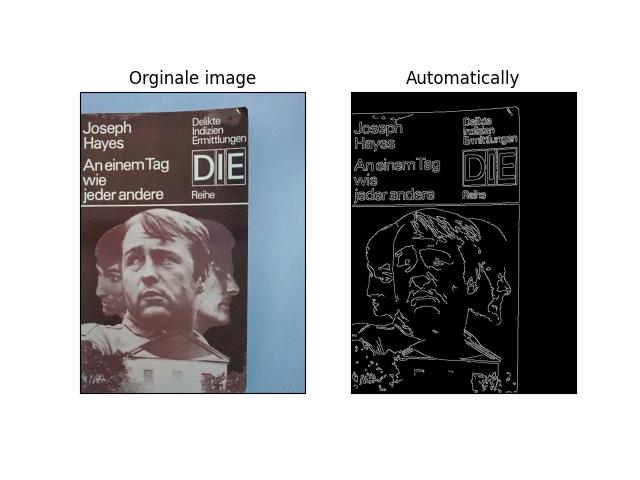 Orginale image
Joseph
Hayes
An einem Tag
wie
jeder andere
Delikte
Indizien
Ermittlungen
DIE
Reihe
Automatically
Joseph
Hayes
An einem Tag
wie
jeder andere
Delikte
Indizien
Ermittlungen
DIE
Reihe